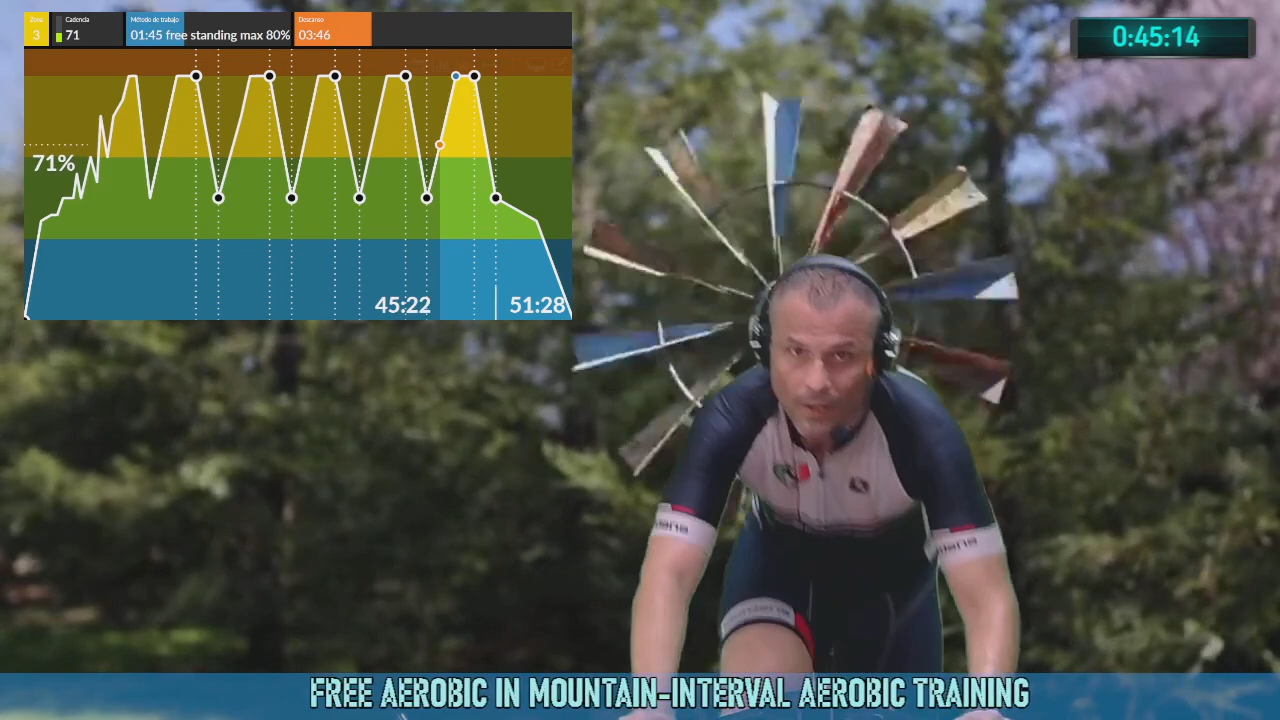 Zona
3
Cadencia
71
Método de trabajo
01:45 free standing max 80%
Descanso
03:46
0:45:14
71%
45:22
51:28
FREE AEROBIC IN MOUNTAIN-INTERVAL AEROBIC TRAINING